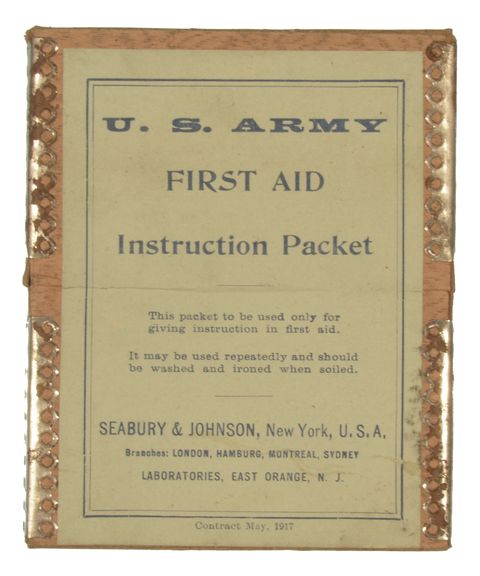 U. S. ARMY
FIRST AID
Instruction Packet
This packet to be used only for
giving instruction in first aid.
It may be used repeatedly and should
be washed and ironed when soiled.
SEABURY & JOHNSON, New York, U. S. A,
Branches: LONDON, HAMBURG, MONTREAL, SYDNEY
LABORATORIES, EAST ORANGE, N. J.
Contract May, 1917